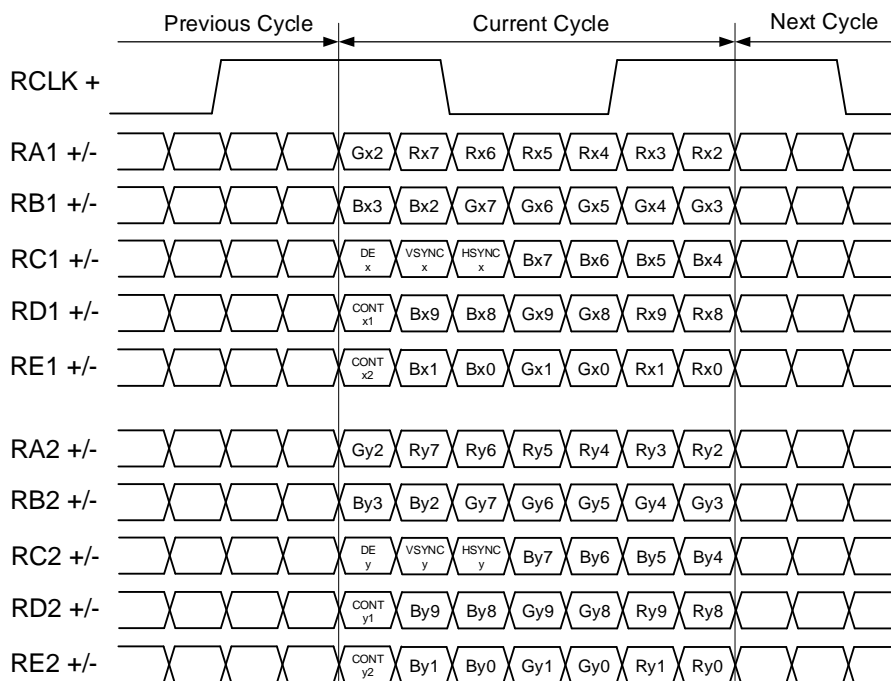 Previous Cycle Current Cycle Next Cycle
RCLK +
RA1 +/- Gx2 Rx7 Rx6 Rx5 Rx4 Rx3 Rx2
RB1 +/- Bx3 Bx2 Gx7 Gx6 Gx5 Gx4 Gx3
RC1 +/- DE x VSYNC x HSYNC x Bx7 Bx6 Bx5 Bx4
RD1 +/- CONT x1 Bx9 Bx8 Gx9 Gx8 Rx9 Rx8
RE1 +/- CONT x2 Bx1 Bx0 Gx1 Gx0 Rx1 Rx0
RA2 +/- Gy2 Ry7 Ry6 Ry5 Ry4 Ry3 Ry2
RB2 +/- By3 By2 Gy7 Gy6 Gy5 Gy4 Gy3
RC2 +/- DE y VSYNC y HSYNC y By7 By6 By5 By4
RD2 +/- CONT y1 By9 By8 Gy9 Gy8 Ry9 Ry8
RE2 +/- CONT y2 By1 By0 Gy1 Gy0 Ry1 Ry0